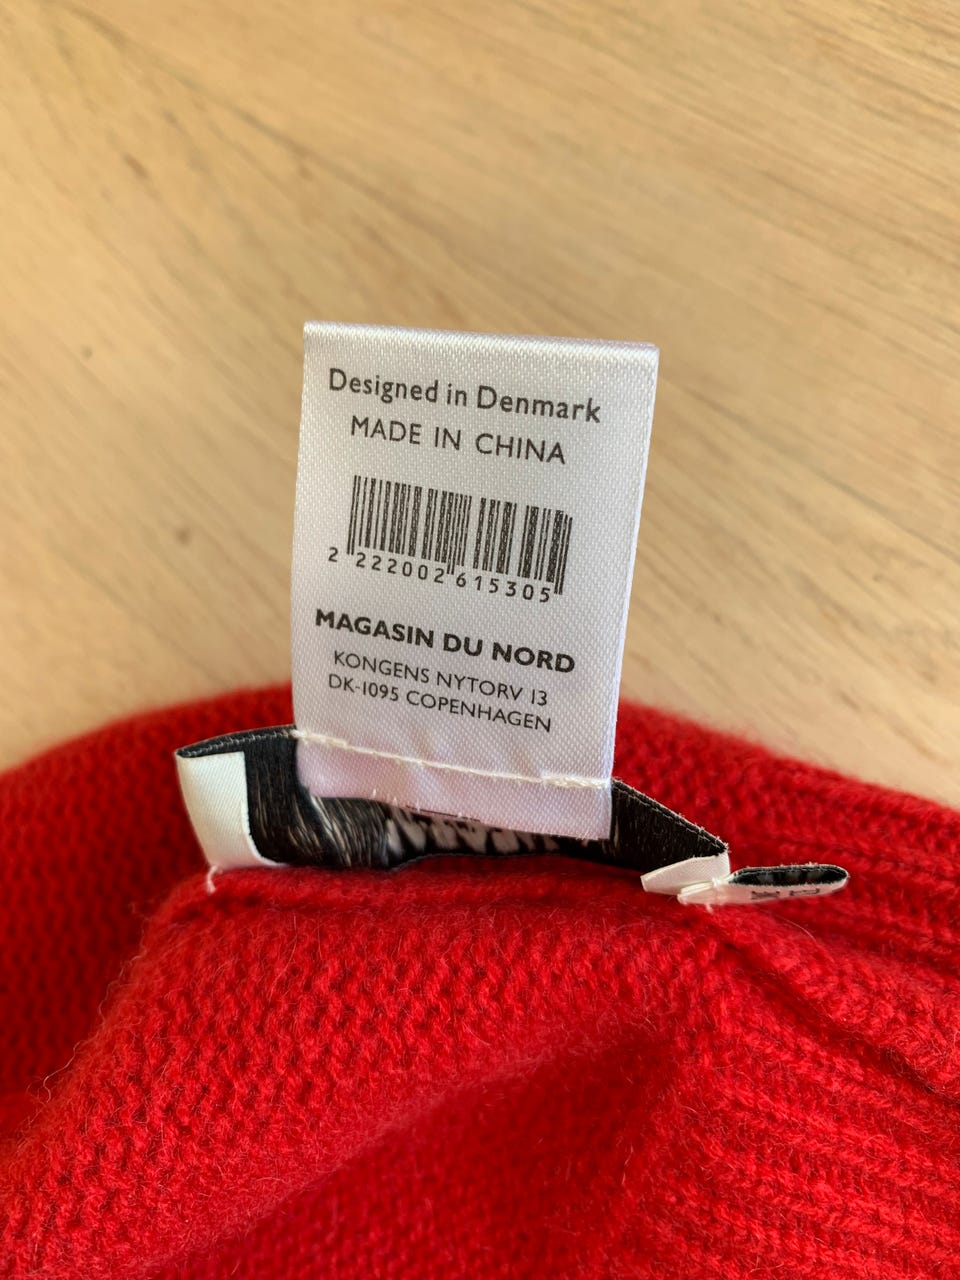 Designed in Denmark
MADE IN CHINA
2 222002 615305
MAGASIN DU NORD
KONGENS NYTORV 13
DK-1095 COPENHAGEN